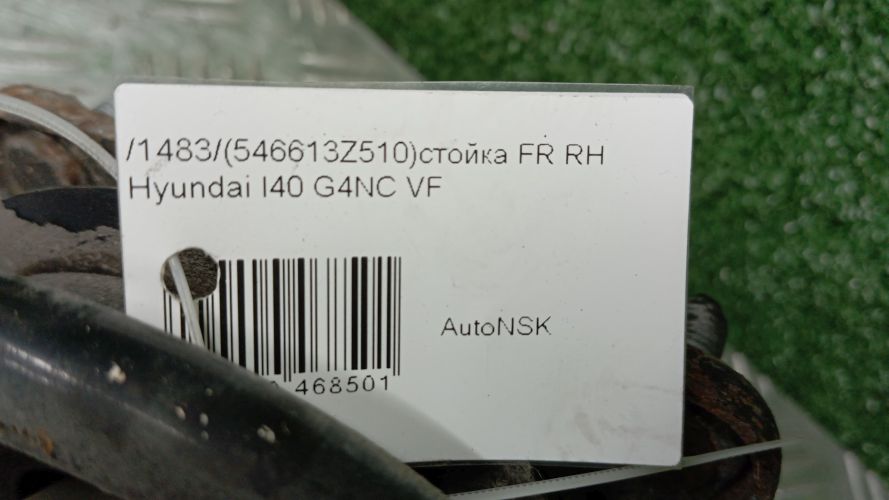 /1483/(546613Z510)стойка FR RH
Hyundai I40 G4NC VF
AutoNSK
468501